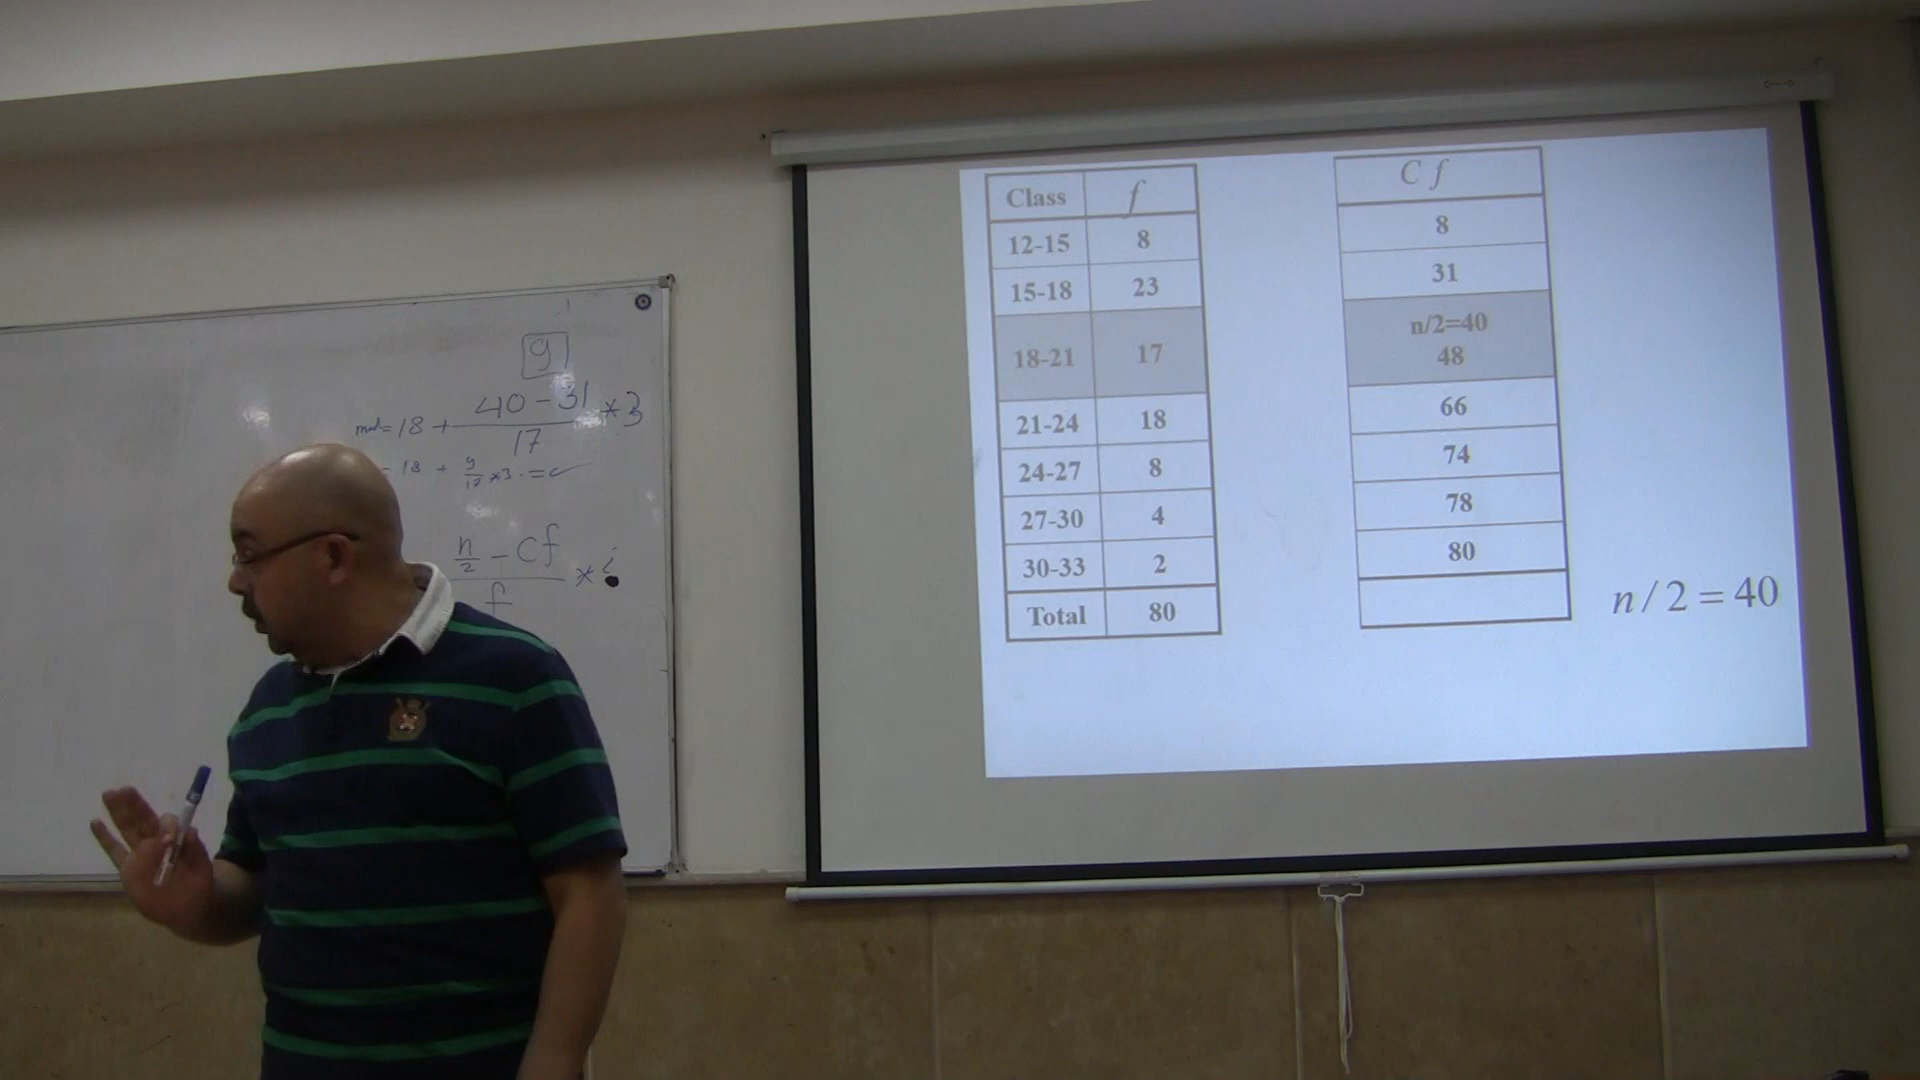 9
med = 18 + 40 - 31 / 17 * 3
= 18 + 9/17 * 3 =
n/2 - cf / f * i
Class f
12-15 8
15-18 23
18-21 17
21-24 18
24-27 8
27-30 4
30-33 2
Total 80
C f
8
31
n/2=40
48
66
74
78
80
n / 2 = 40